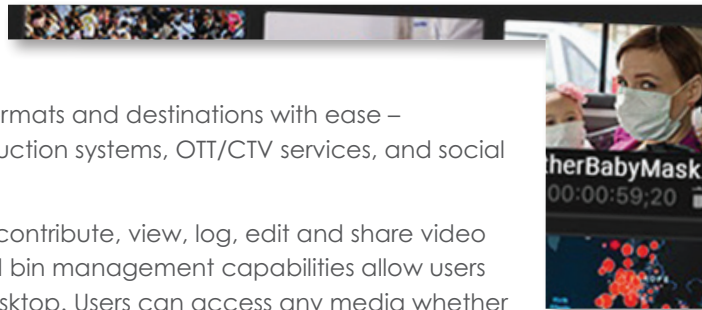 rmats and destinations with ease –
uction systems, OTT/CTV services, and social
contribute, view, log, edit and share video
bin management capabilities allow users
sktop. Users can access any media whether
therBabyMask
00:00:59;20